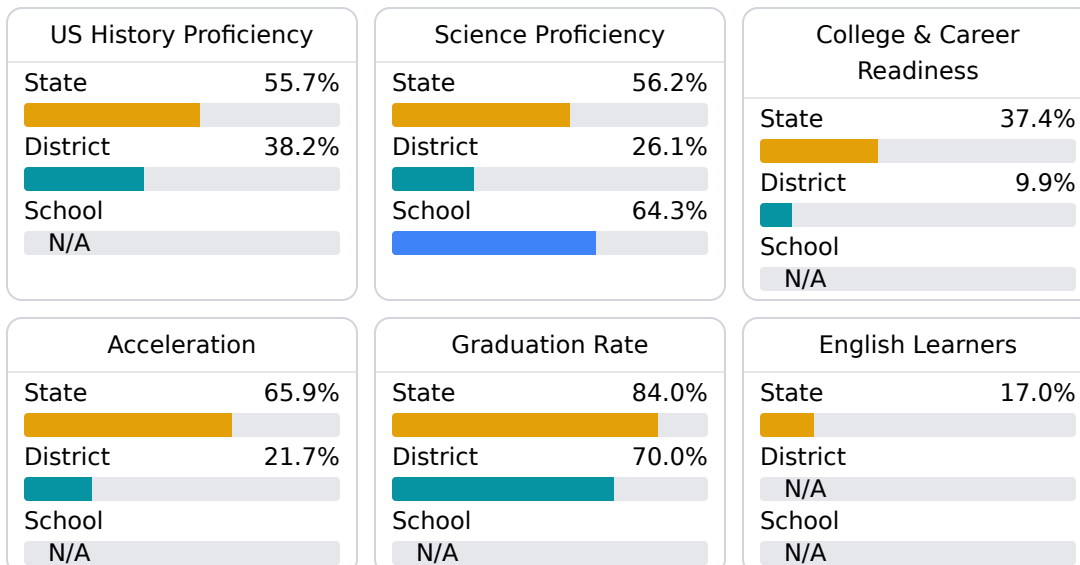 US History Proficiency
State 55.7%
District 38.2%
School
N/A
Science Proficiency
State 56.2%
District 26.1%
School 64.3%
College & Career
Readiness
State 37.4%
District 9.9%
School
N/A
Acceleration
State 65.9%
District 21.7%
School
N/A
Graduation Rate
State 84.0%
District 70.0%
School
N/A
English Learners
State 17.0%
District
N/A
School
N/A